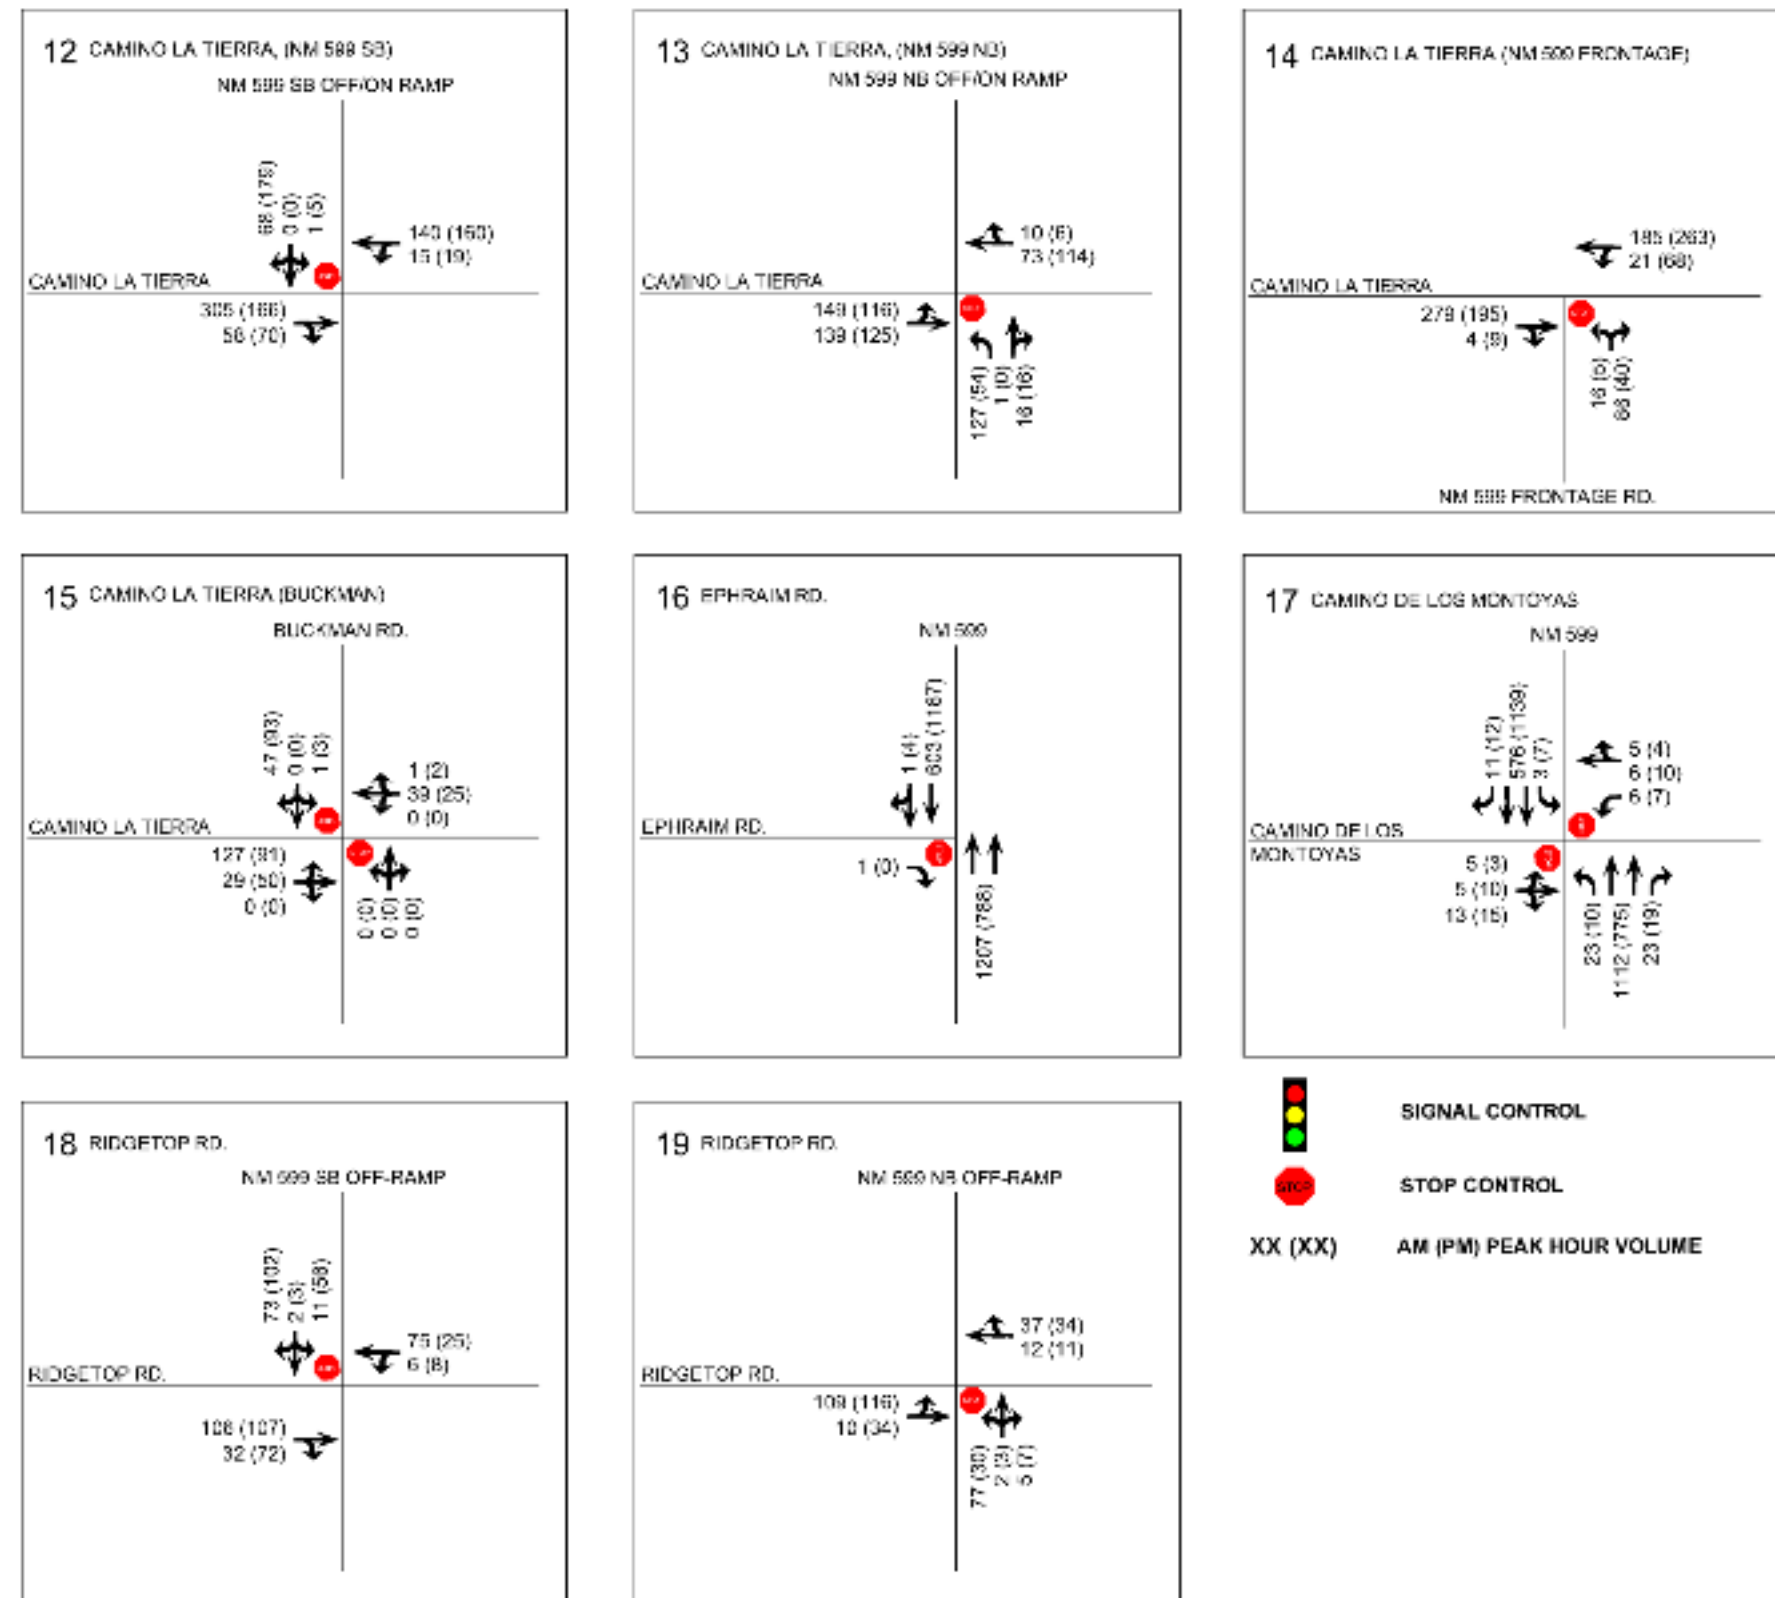 12 CAMINO LA TIERRA, (NM 599 SB)
NM 599 SB OFF/ON RAMP
68 (179)
0 (0)
1 (5)
140 (160)
15 (19)
CAMINO LA TIERRA
305 (166)
58 (70)
13 CAMINO LA TIERRA, (NM 599 NB)
NM 599 NB OFF/ON RAMP
10 (6)
73 (114)
CAMINO LA TIERRA
149 (116)
139 (125)
127 (54)
1 (0)
16 (16)
14 CAMINO LA TIERRA (NM 599 FRONTAGE)
185 (263)
21 (68)
CAMINO LA TIERRA
279 (195)
4 (9)
16 (5)
86 (40)
NM 599 FRONTAGE RD.
15 CAMINO LA TIERRA (BUCKMAN)
BUCKMAN RD.
47 (93)
0 (0)
1 (3)
1 (2)
39 (25)
0 (0)
CAMINO LA TIERRA
127 (91)
29 (50)
0 (0)
0 (0)
0 (0)
0 (0)
16 EPHRAIM RD.
NM 599
1 (4)
603 (1167)
EPHRAIM RD.
1 (0)
1207 (788)
17 CAMINO DE LOS MONTOYAS
NM 599
11 (12)
576 (1139)
3 (7)
5 (4)
6 (10)
6 (7)
CAMINO DE LOS
MONTOYAS
5 (3)
5 (10)
13 (15)
23 (10)
1112 (775)
23 (19)
18 RIDGETOP RD.
NM 599 SB OFF-RAMP
73 (102)
2 (3)
11 (58)
75 (25)
6 (8)
RIDGETOP RD.
106 (107)
32 (72)
19 RIDGETOP RD.
NM 599 NB OFF-RAMP
37 (34)
12 (11)
RIDGETOP RD.
109 (116)
10 (34)
77 (30)
2 (3)
5 (7)
SIGNAL CONTROL
STOP
STOP CONTROL
XX (XX) AM (PM) PEAK HOUR VOLUME